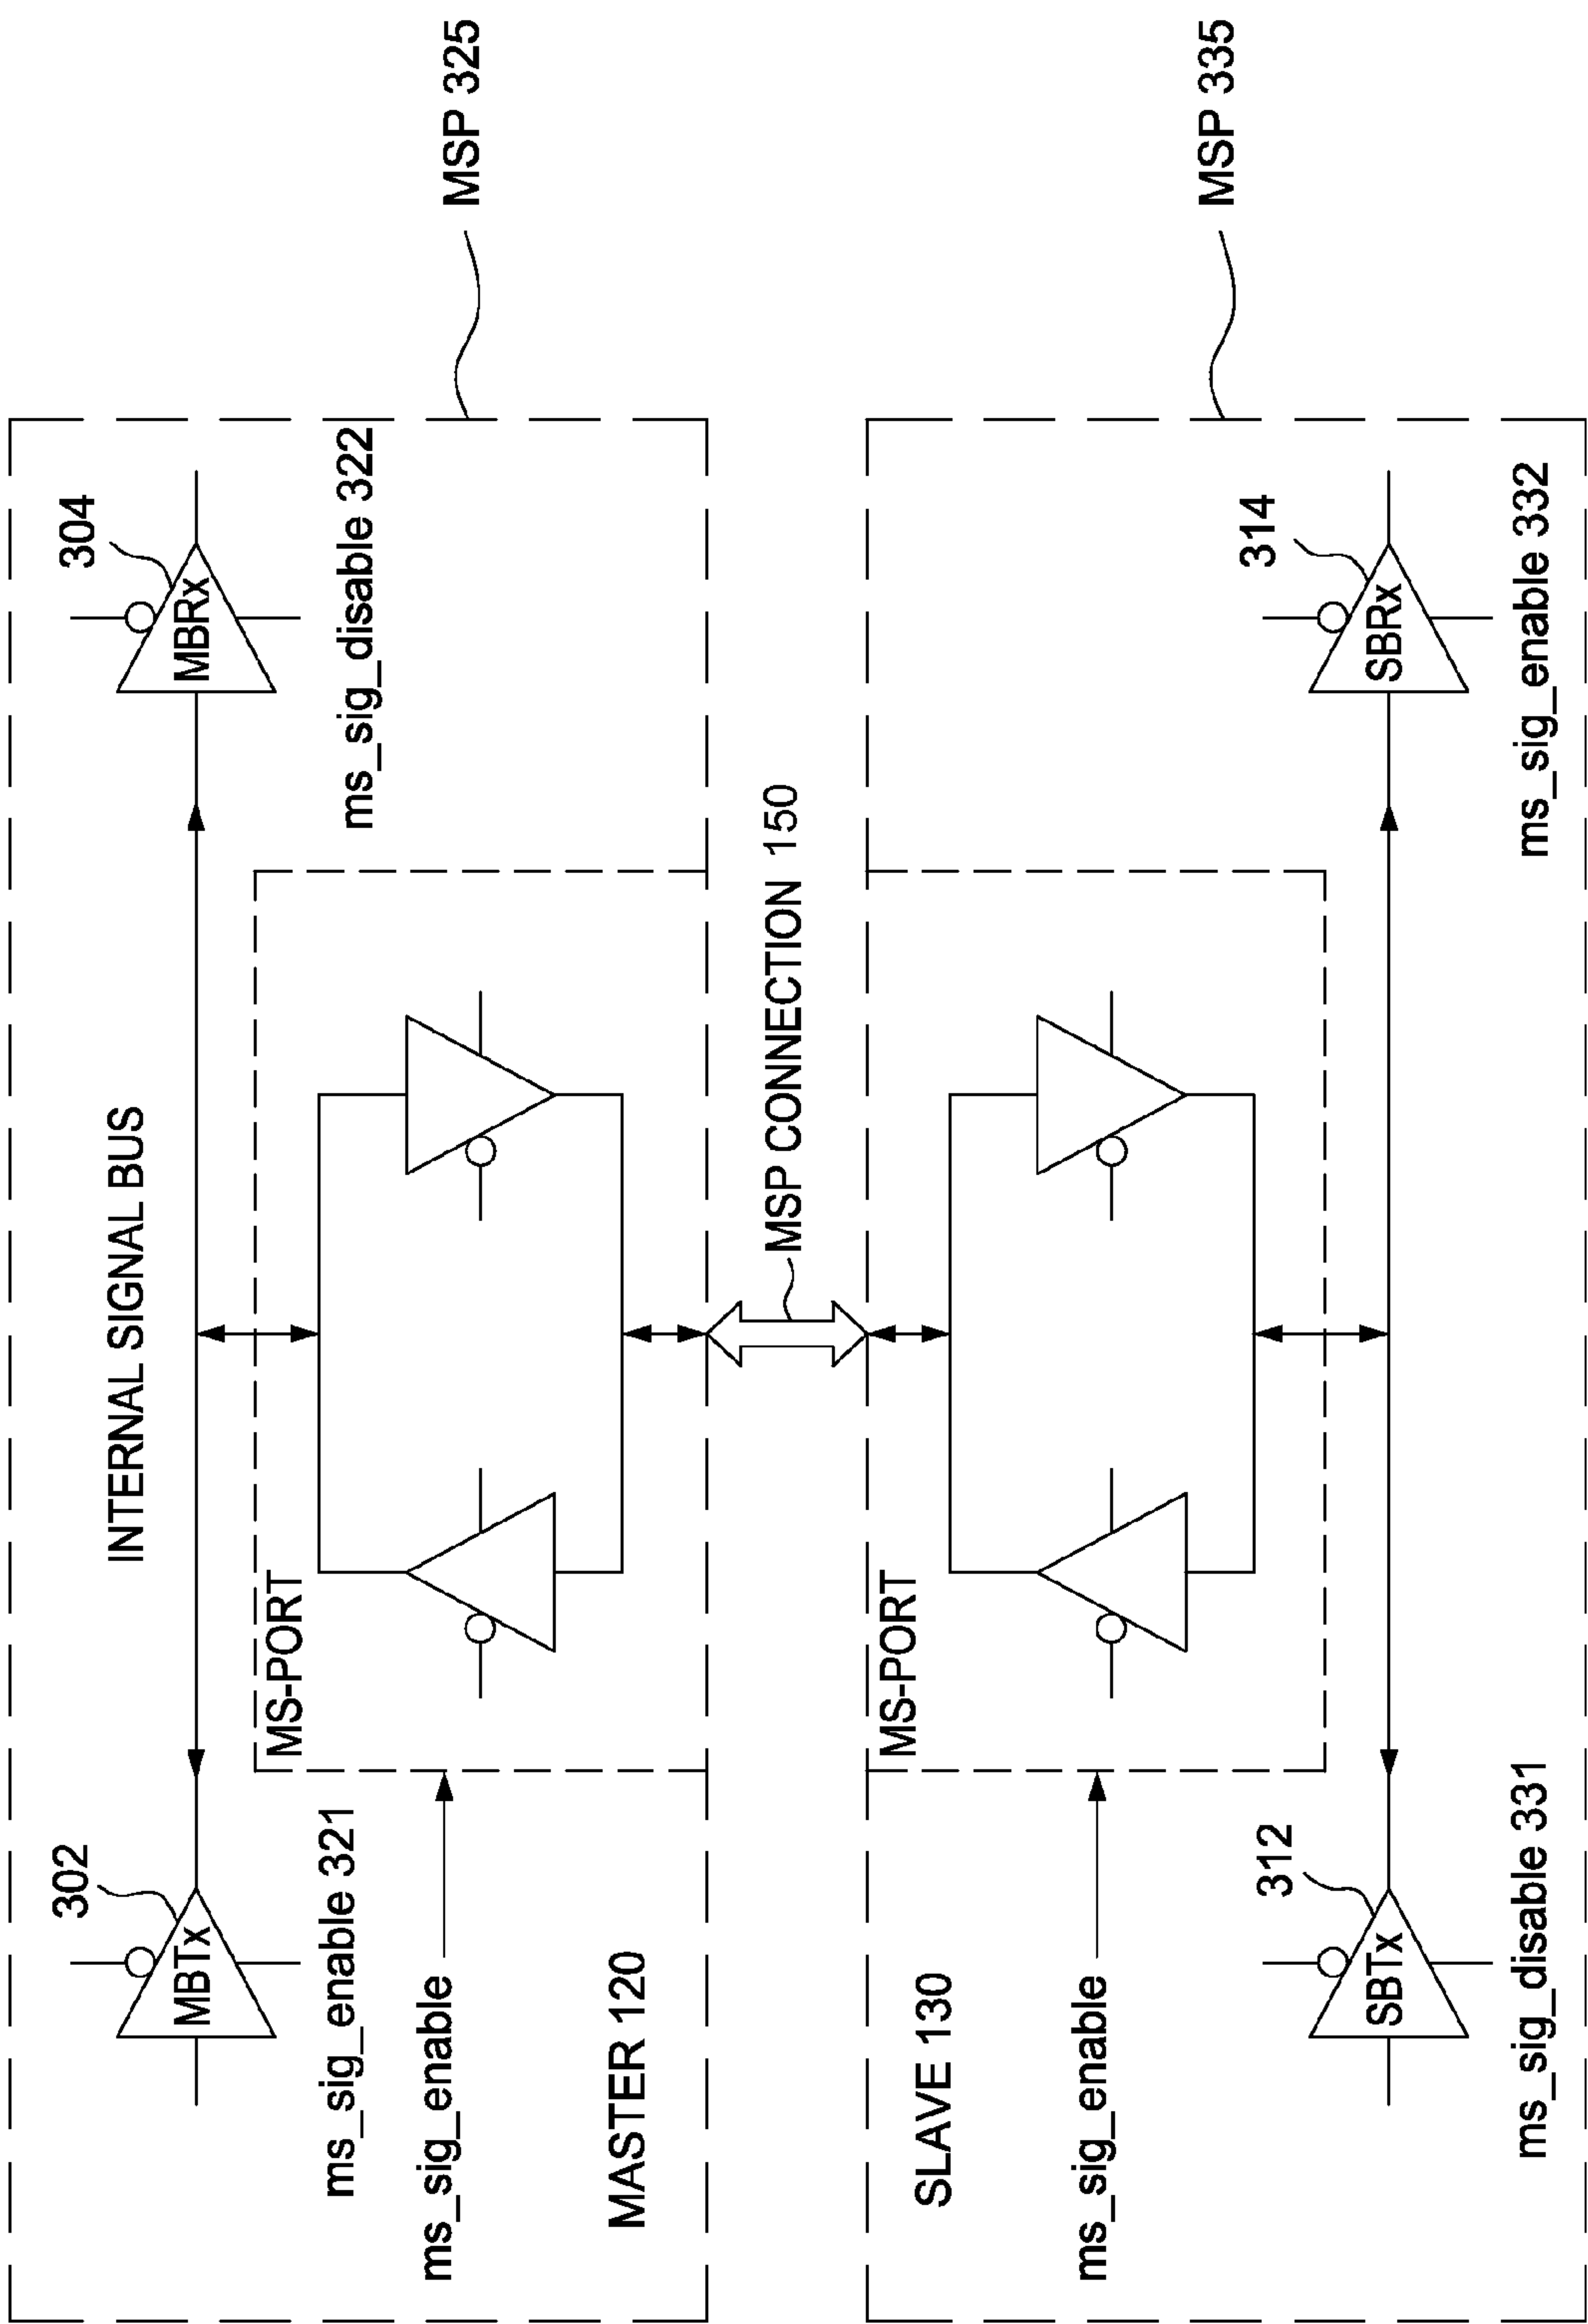 302
MBTx
ms_sig_enable 321
ms_sig_enable
MASTER 120
INTERNAL SIGNAL BUS
MS-PORT
304
MBRx
ms_sig_disable 322
MSP 325
MSP CONNECTION 150
SLAVE 130
ms_sig_enable
MS-PORT
312
SBTx
ms_sig_disable 331
314
SBRx
ms_sig_enable 332
MSP 335